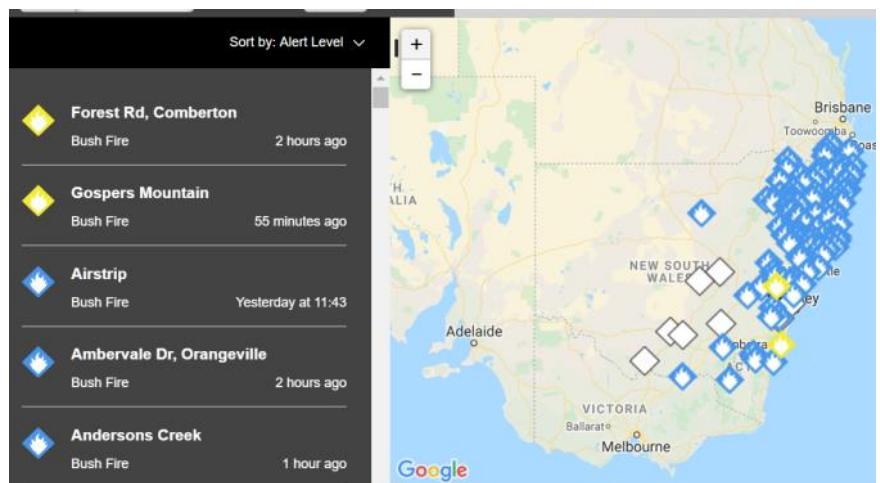 Sort by: Alert Level
Forest Rd, Comberton
Bush Fire 2 hours ago
Gospers Mountain
Bush Fire 55 minutes ago
Airstrip
Bush Fire Yesterday at 11:43
Ambervale Dr, Orangeville
Bush Fire 2 hours ago
Andersons Creek
Bush Fire 1 hour ago
+
−
Brisbane
Toowoomba
NEW SOUTH
WALES
Adelaide
VICTORIA
Ballarat
Melbourne
Google